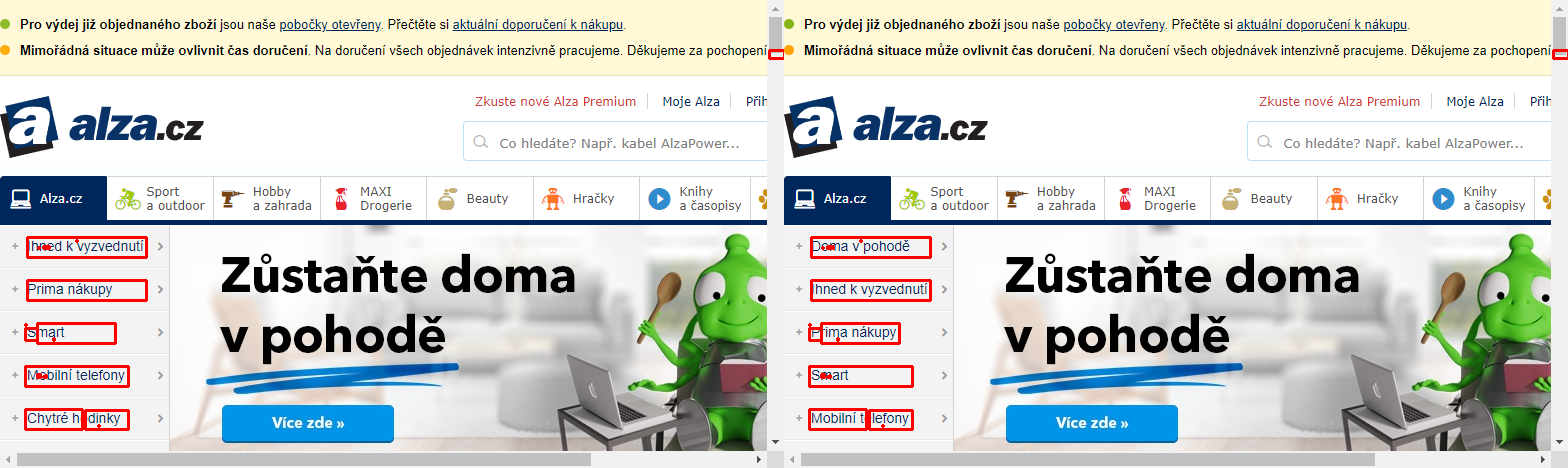 Pro výdej již objednaného zboží jsou naše pobočky otevřeny. Přečtěte si aktuální doporučení k nákupu.
Mimořádná situace může ovlivnit čas doručení. Na doručení všech objednávek intenzivně pracujeme. Děkujeme za pochopení
Zkuste nové Alza Premium
Moje Alza
Přih
a alza.cz
Co hledáte? Např. kabel AlzaPower...
Alza.cz
Sport
a outdoor
Hobby
a zahrada
MAXI
Drogerie
Beauty
Hračky
Knihy
a časopisy
Ihned k vyzvednutí
Prima nákupy
Smart
Mobilní telefony
Chytré hodinky
Zůstaňte doma
v pohodě
Více zde »
Pro výdej již objednaného zboží jsou naše pobočky otevřeny. Přečtěte si aktuální doporučení k nákupu.
Mimořádná situace může ovlivnit čas doručení. Na doručení všech objednávek intenzivně pracujeme. Děkujeme za pochopení
Zkuste nové Alza Premium
Moje Alza
Přih
a alza.cz
Co hledáte? Např. kabel AlzaPower...
Alza.cz
Sport
a outdoor
Hobby
a zahrada
MAXI
Drogerie
Beauty
Hračky
Knihy
a časopisy
Doma v pohodě
Ihned k vyzvednutí
Prima nákupy
Smart
Mobilní telefony
Zůstaňte doma
v pohodě
Více zde »